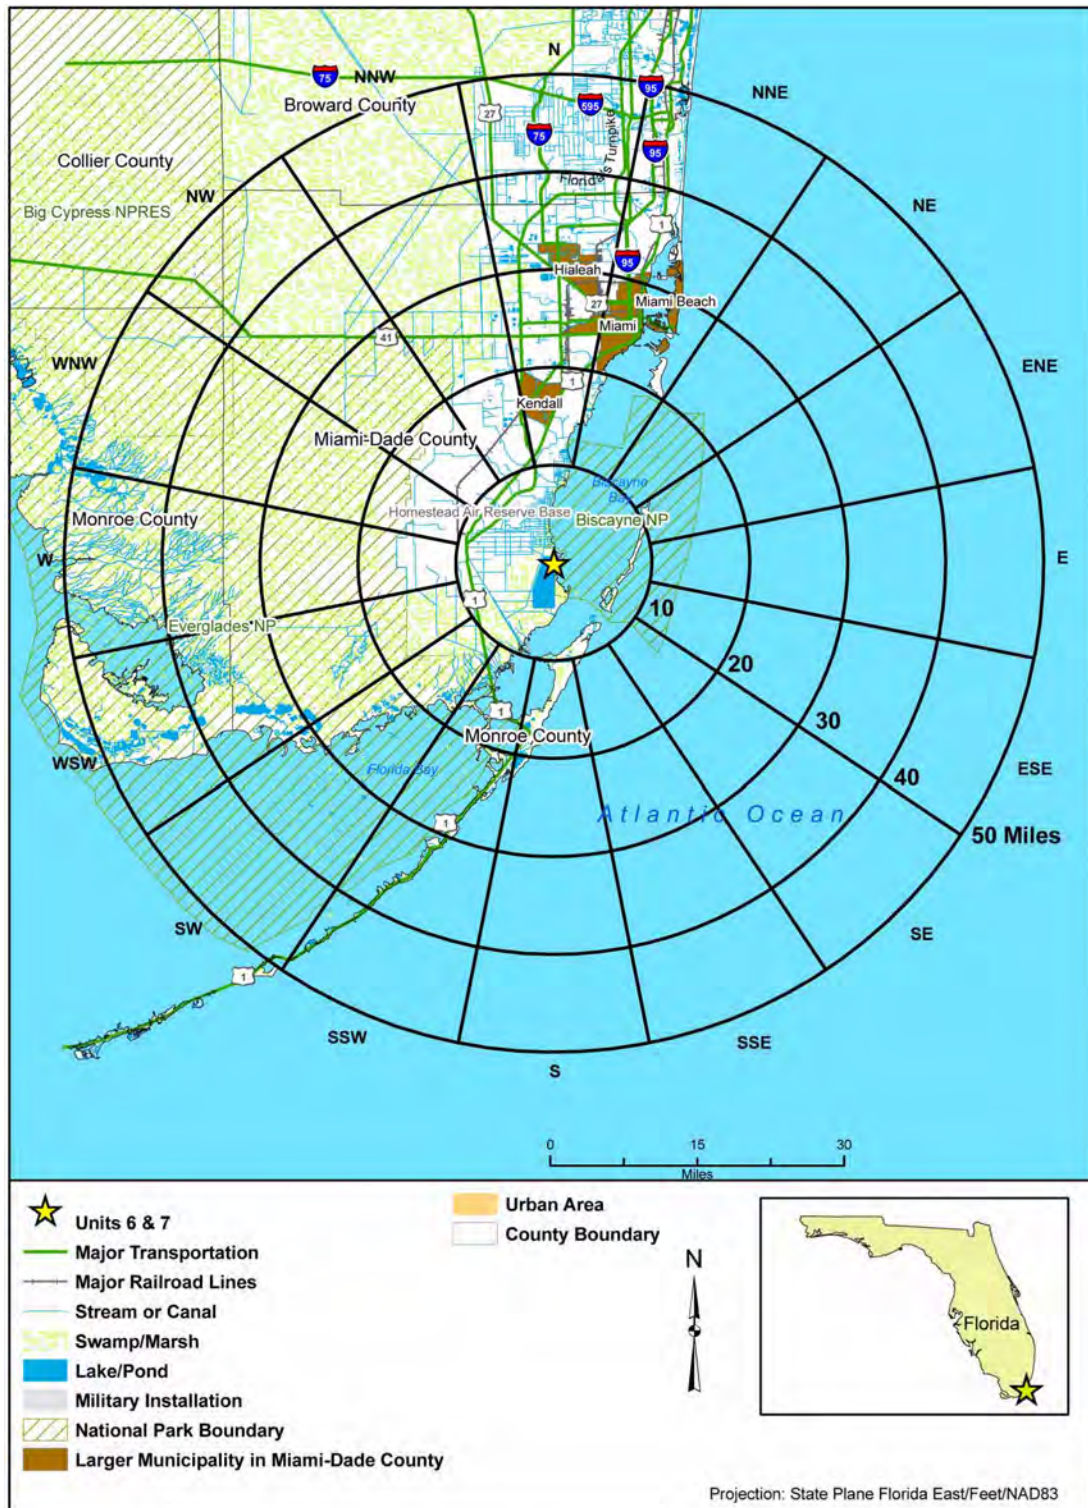 N
NNW
75
Broward County
27
595
95
NNE
75
95
Florida's Turnpike
Collier County
NW
Big Cypress NPRES
NE
1
95
Hialeah
Miami Beach
27
Miami
41
WNW
ENE
1
Kendall
Miami-Dade County
Biscayne
Bay
Homestead Air Reserve Base
Biscayne NP
Monroe County
W
E
1
10
Everglades NP
20
1
30
Monroe County
WSW
Florida Bay
ESE
40
Atlantic Ocean
1
50 Miles
SW
SE
1
SSW
SSE
S
0
15
30
Miles
Units 6 & 7
Major Transportation
Major Railroad Lines
Stream or Canal
Swamp/Marsh
Lake/Pond
Military Installation
National Park Boundary
Larger Municipality in Miami-Dade County
Urban Area
County Boundary
N
Florida
Projection: State Plane Florida East/Feet/NAD83